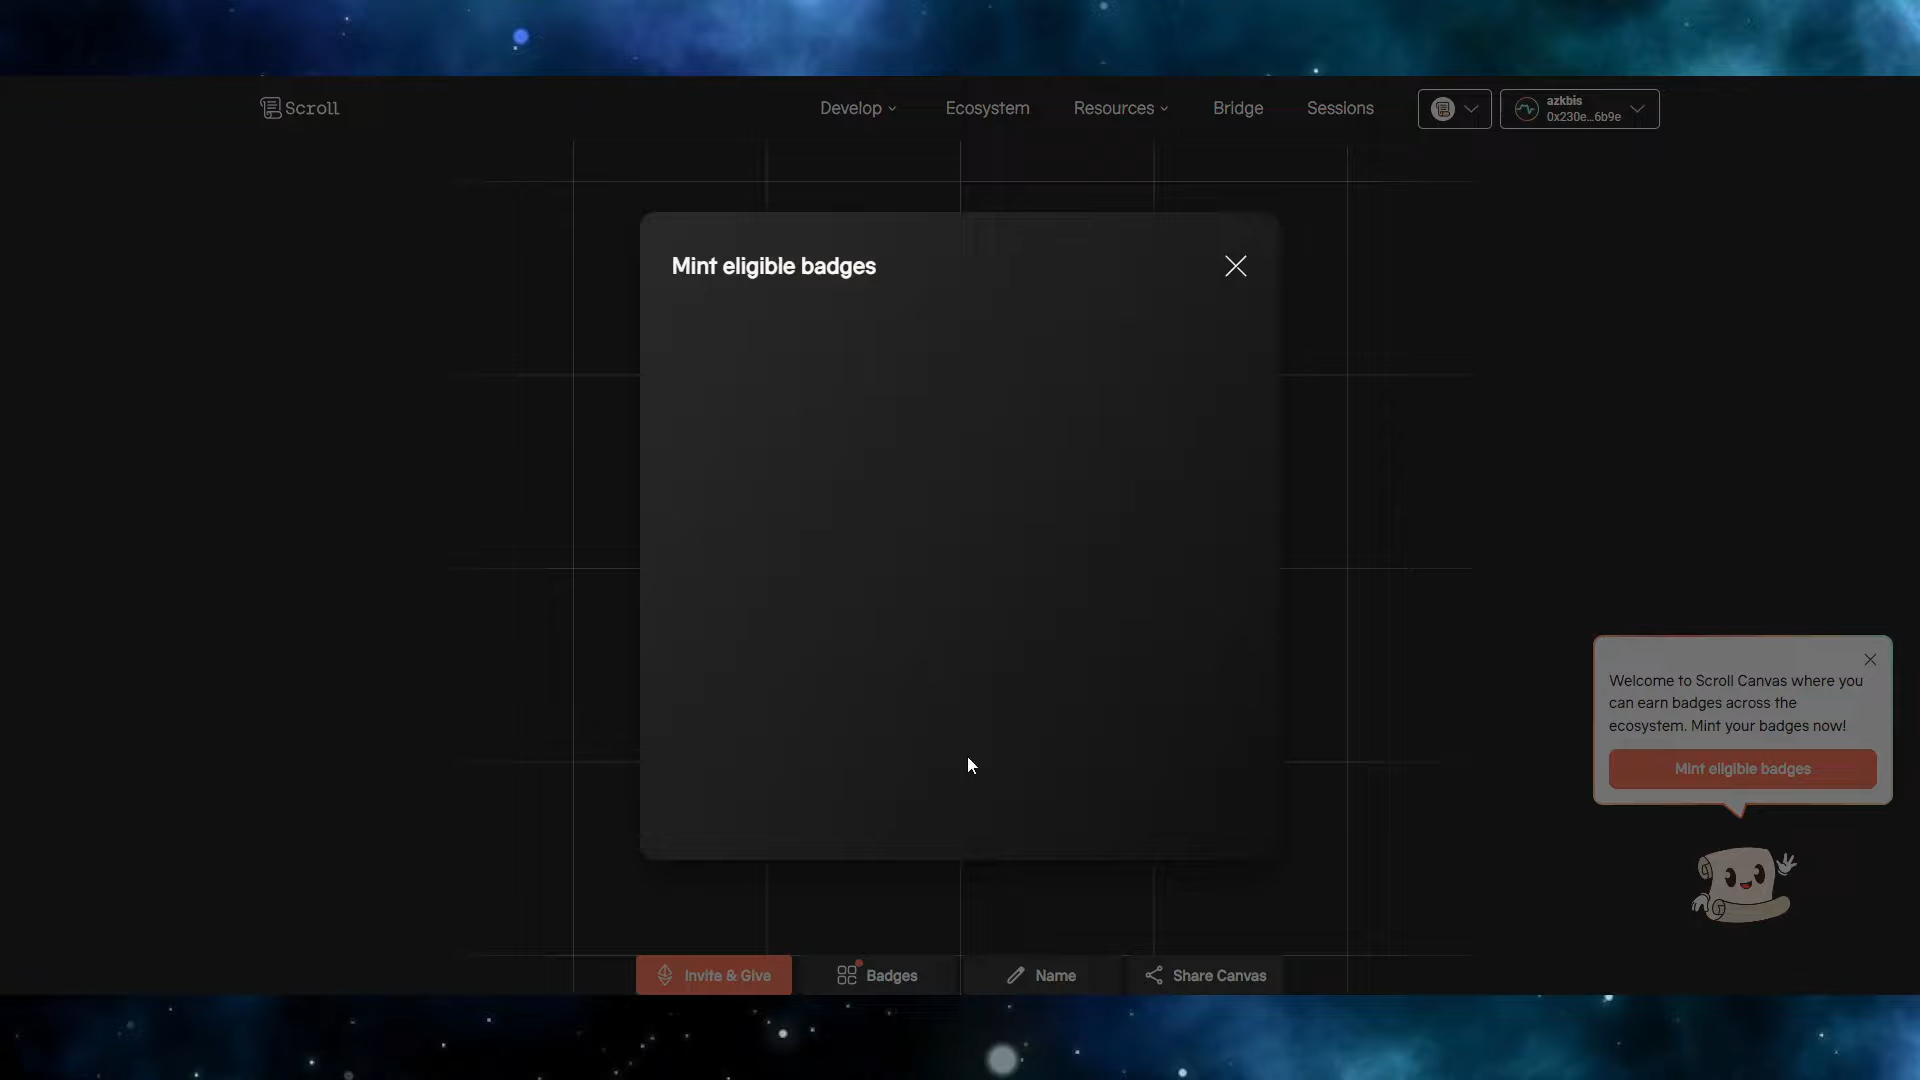 Scroll
Develop
Ecosystem
Resources
Bridge
Sessions
azkbis
0x230e...6b9e
Mint eligible badges
Welcome to Scroll Canvas where you
can earn badges across the
ecosystem. Mint your badges now!
Mint eligible badges
Invite & Give
Badges
Name
Share Canvas